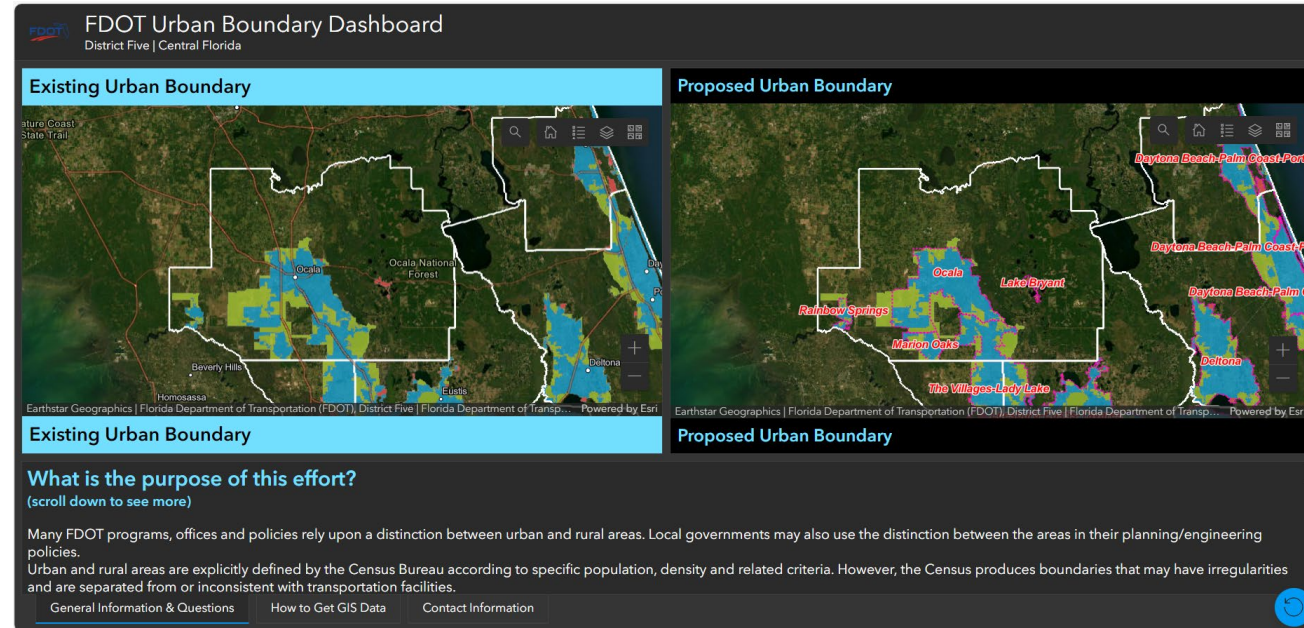 FDOT
FDOT Urban Boundary Dashboard
District Five | Central Florida
Existing Urban Boundary
ature Coast
State Trail
Ocala
Ocala National
Forest
Day
Po
Deltona
Beverly Hills
Homosassa
Eustis
Earthstar Geographics | Florida Department of Transportation (FDOT), District Five | Florida Department of Transp... Powered by Esri
Existing Urban Boundary
Proposed Urban Boundary
Daytona Beach-Palm Coast-Port
Daytona Beach-Palm Coast-P
Daytona Beach-Palm C
Ocala
Lake Bryant
Rainbow Springs
Marion Oaks
Deltona
The Villages-Lady Lake
Earthstar Geographics | Florida Department of Transportation (FDOT), District Five | Florida Department of Transp... Powered by Esri
Proposed Urban Boundary
What is the purpose of this effort?
(scroll down to see more)
Many FDOT programs, offices and policies rely upon a distinction between urban and rural areas. Local governments may also use the distinction between the areas in their planning/engineering
policies.
Urban and rural areas are explicitly defined by the Census Bureau according to specific population, density and related criteria. However, the Census produces boundaries that may have irregularities
and are separated from or inconsistent with transportation facilities.
General Information & Questions
How to Get GIS Data
Contact Information